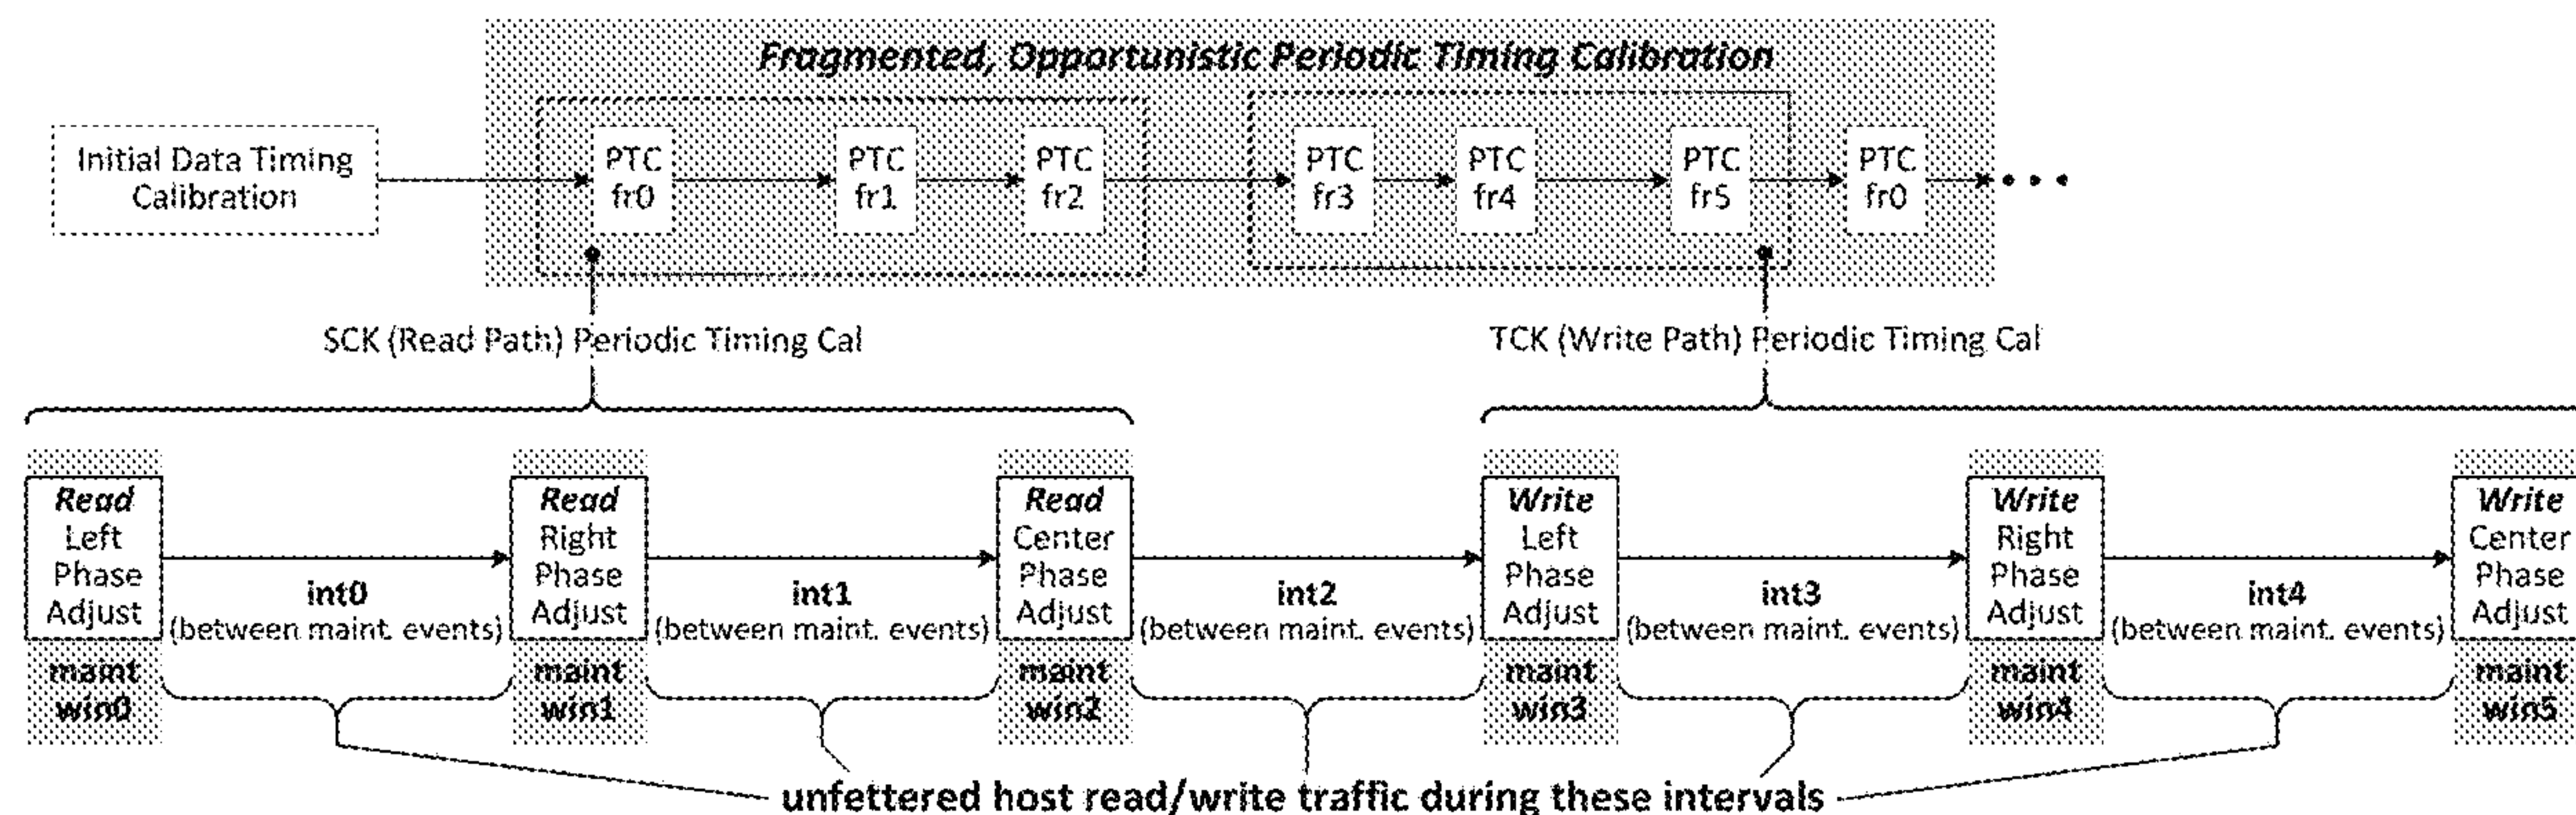 Fragmented, Opportunistic Periodic Timing Calibration
Initial Data Timing
Calibration
PTC
fr0
PTC
fr1
PTC
fr2
PTC
fr3
PTC
fr4
PTC
fr5
PTC
fr0
• • •
SCK (Read Path) Periodic Timing Cal
TCK (Write Path) Periodic Timing Cal
Read
Left
Phase
Adjust
int0
(between maint. events)
Read
Right
Phase
Adjust
int1
(between maint. events)
Read
Center
Phase
Adjust
int2
(between maint. events)
Write
Left
Phase
Adjust
int3
(between maint. events)
Write
Right
Phase
Adjust
int4
(between maint. events)
Write
Center
Phase
Adjust
maint
win0
maint
win1
maint
win2
maint
win3
maint
win4
maint
win5
unfettered host read/write traffic during these intervals